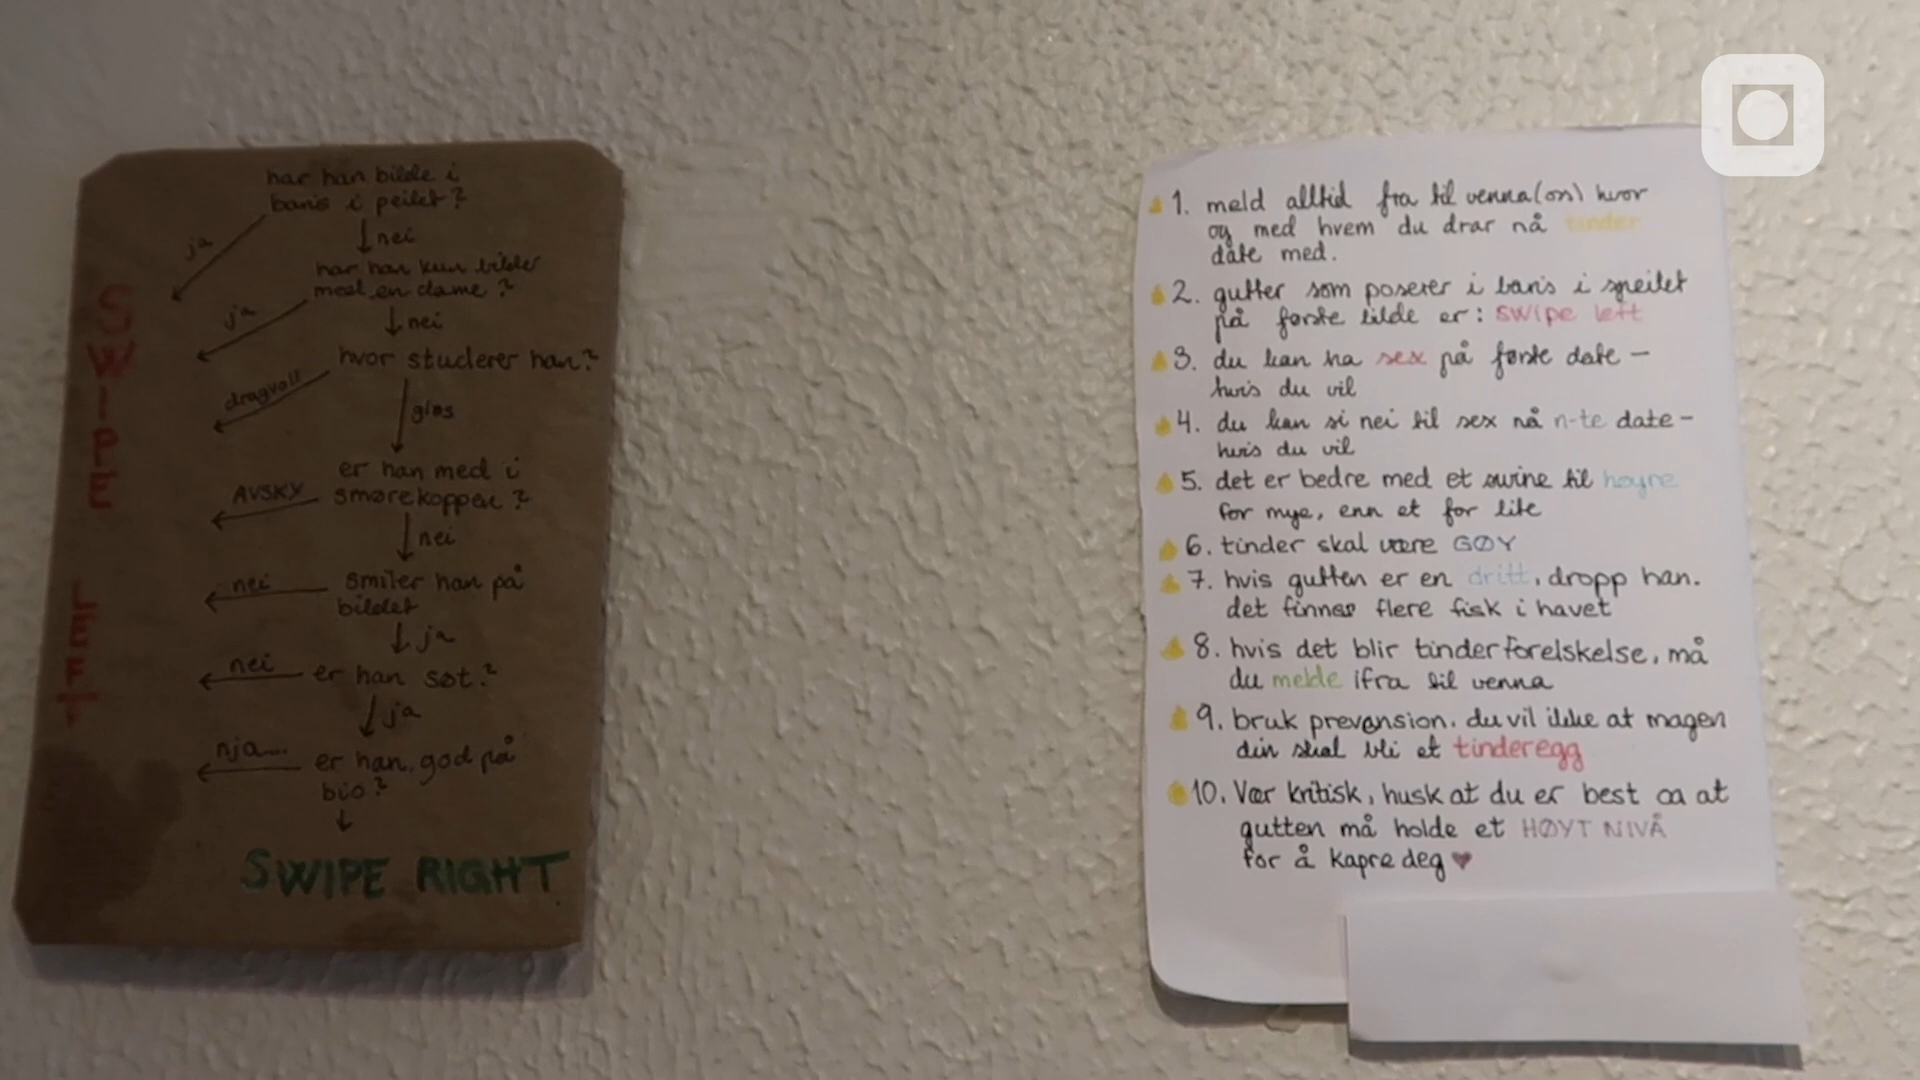 har han bilde i
baris i peilet?
ja
nei
har han kun bilder
med en dame?
ja
nei
hvor studerer han?
dragvoll
gløs
er han med i
smørekoppen?
AVSKY
nei
smiler han på
bildet
nei
ja
er han søt?
nei
ja
er han god på
bio?
nja...
SWIPE RIGHT
SWIPE LEFT
1. meld alltid fra til venna(on) hvor
og med hvem du drar på tinder
date med.
2. gutter som poserer i baris i speilet
på første bilde er: swipe left
3. du kan ha sex på første date -
hvis du vil
4. du kan si nei til sex på n-te date -
hvis du vil
5. det er bedre med et swipe til høyre
for mye, enn et for lite
6. tinder skal være GØY
7. hvis gutten er en dritt, dropp han.
det finnes flere fisk i havet
8. hvis det blir tinderforelskelse, må
du melde ifra til venna
9. bruk prevensjon. du vil ikke at magen
din skal bli et tinderegg
10. Vær kritisk, husk at du er best oa at
gutten må holde et HØYT NIVÅ
for å kapre deg